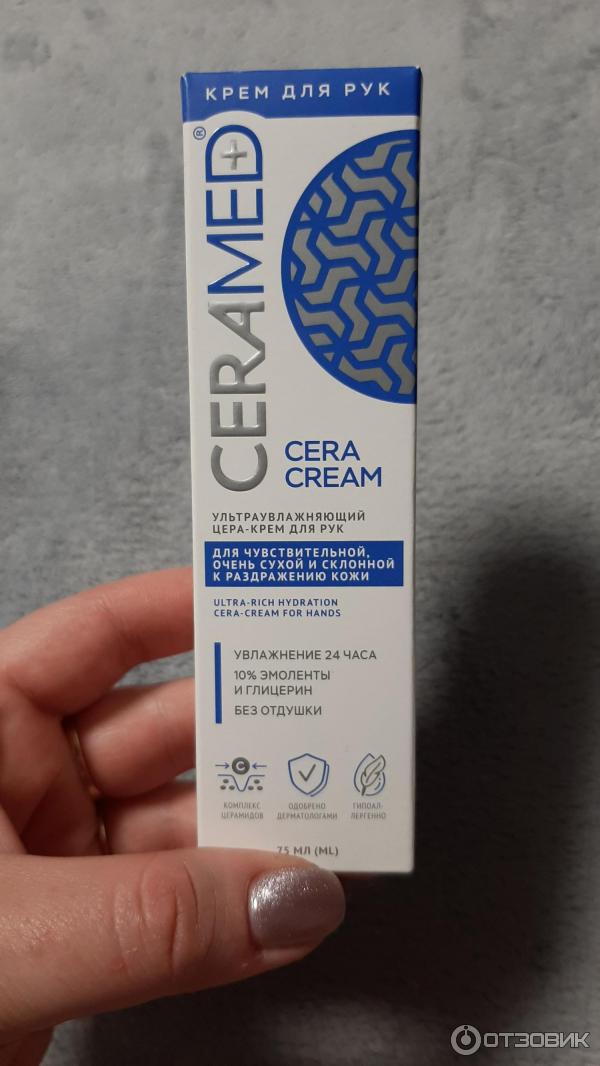 КРЕМ ДЛЯ РУК
CERAMED+®
CERA
CREAM
УЛЬТРАУВЛАЖНЯЮЩИЙ
ЦЕРА-КРЕМ ДЛЯ РУК
ДЛЯ ЧУВСТВИТЕЛЬНОЙ,
ОЧЕНЬ СУХОЙ И СКЛОННОЙ
К РАЗДРАЖЕНИЮ КОЖИ
ULTRA-RICH HYDRATION
CERA-CREAM FOR HANDS
УВЛАЖНЕНИЕ 24 ЧАСА
10% ЭМОЛЕНТЫ
И ГЛИЦЕРИН
БЕЗ ОТДУШКИ
C
КОМПЛЕКС
ЦЕРАМИДОВ
ОДОБРЕНО
ДЕРМАТОЛОГАМИ
ГИПОАЛ-
ЛЕРГЕННО
75 МЛ (ML)
ОТЗОВИК